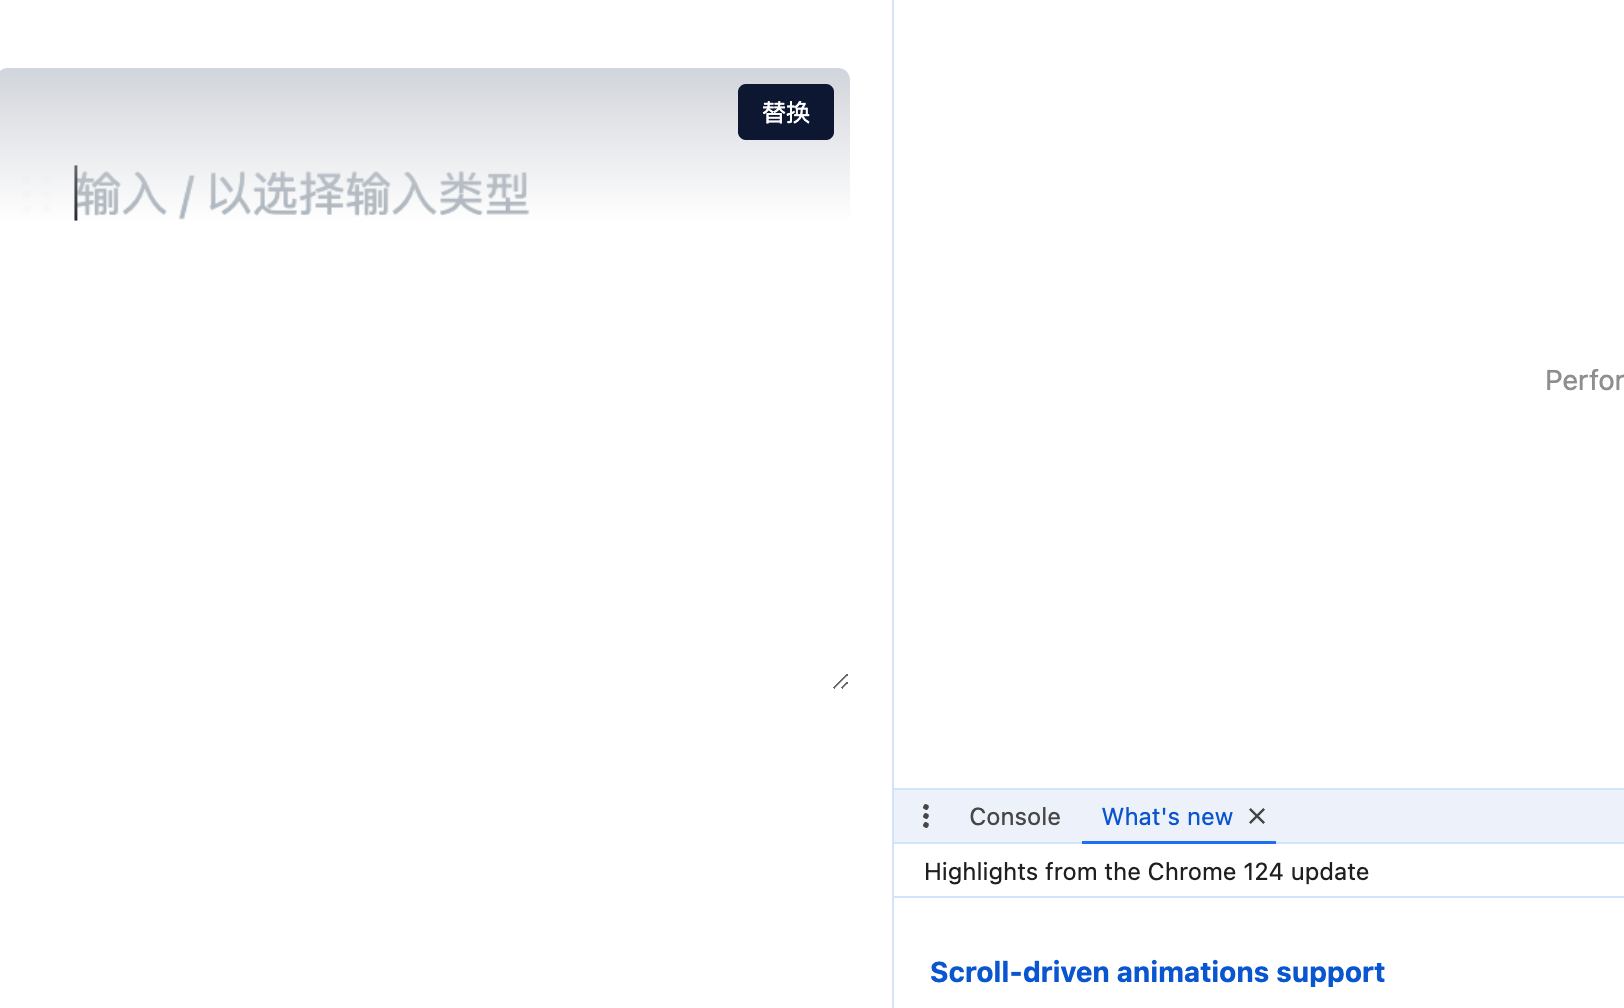 替换
输入 / 以选择输入类型
Perfor
Console
What's new
Highlights from the Chrome 124 update
Scroll-driven animations support